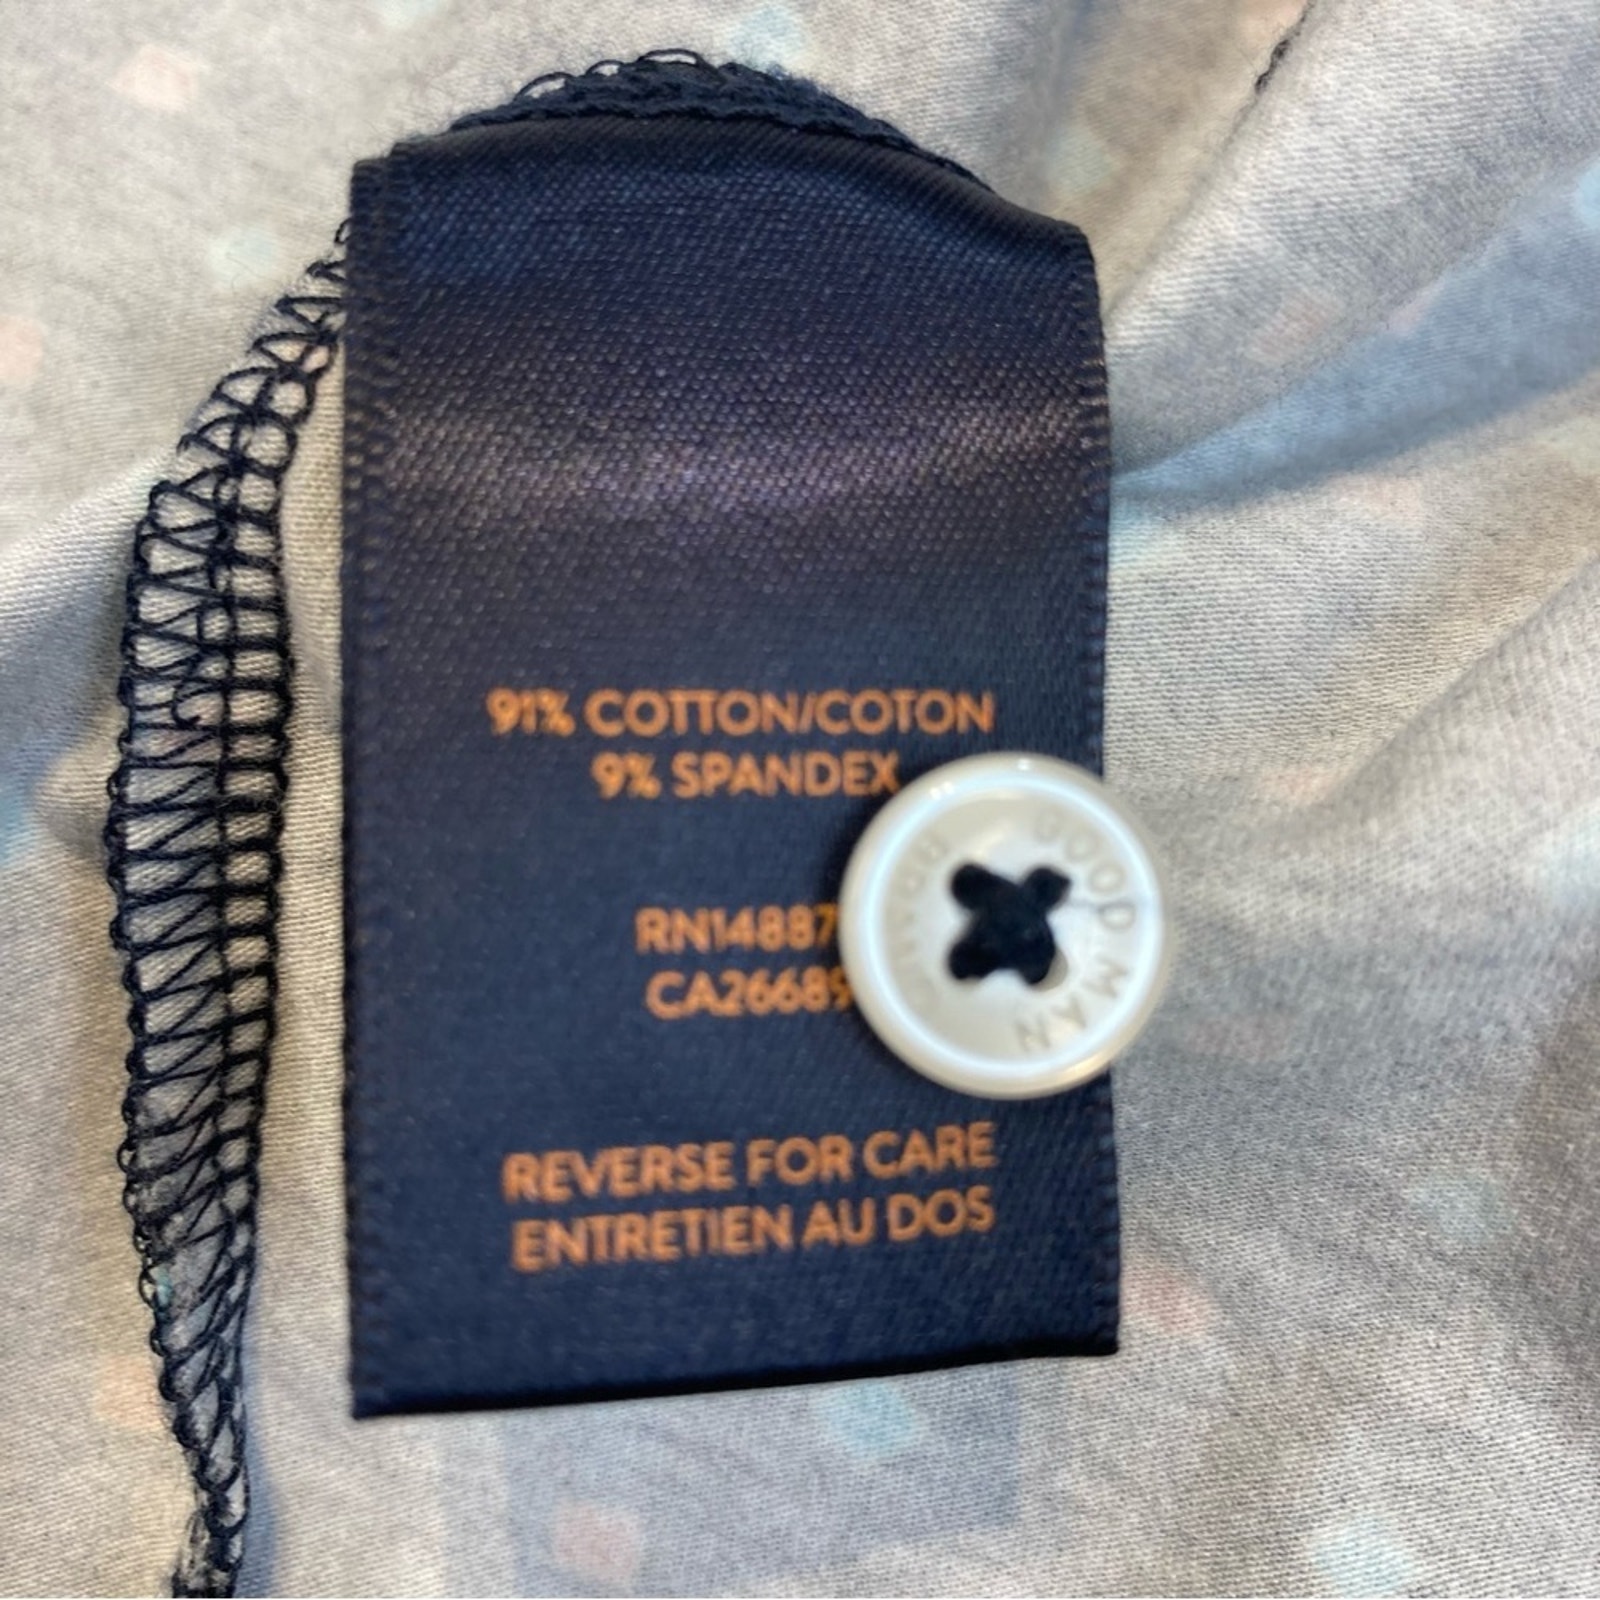 91% COTTON/COTON
9% SPANDEX
RN14887
CA26689
GOOD MAN
REVERSE FOR CARE
ENTRETIEN AU DOS